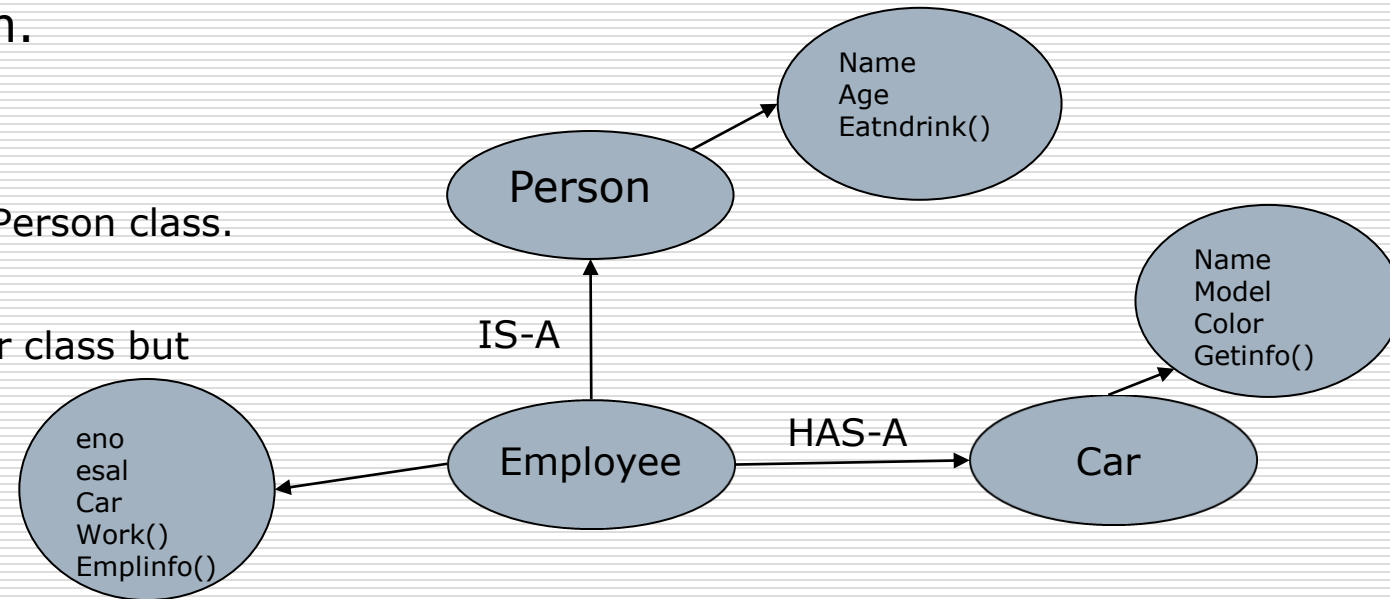 n.
Name
Age
Eatndrink()
Person
Person class.
Name
Model
Color
Getinfo()
IS-A
r class but
HAS-A
eno
esal
Car
Work()
Emplinfo()
Employee
Car